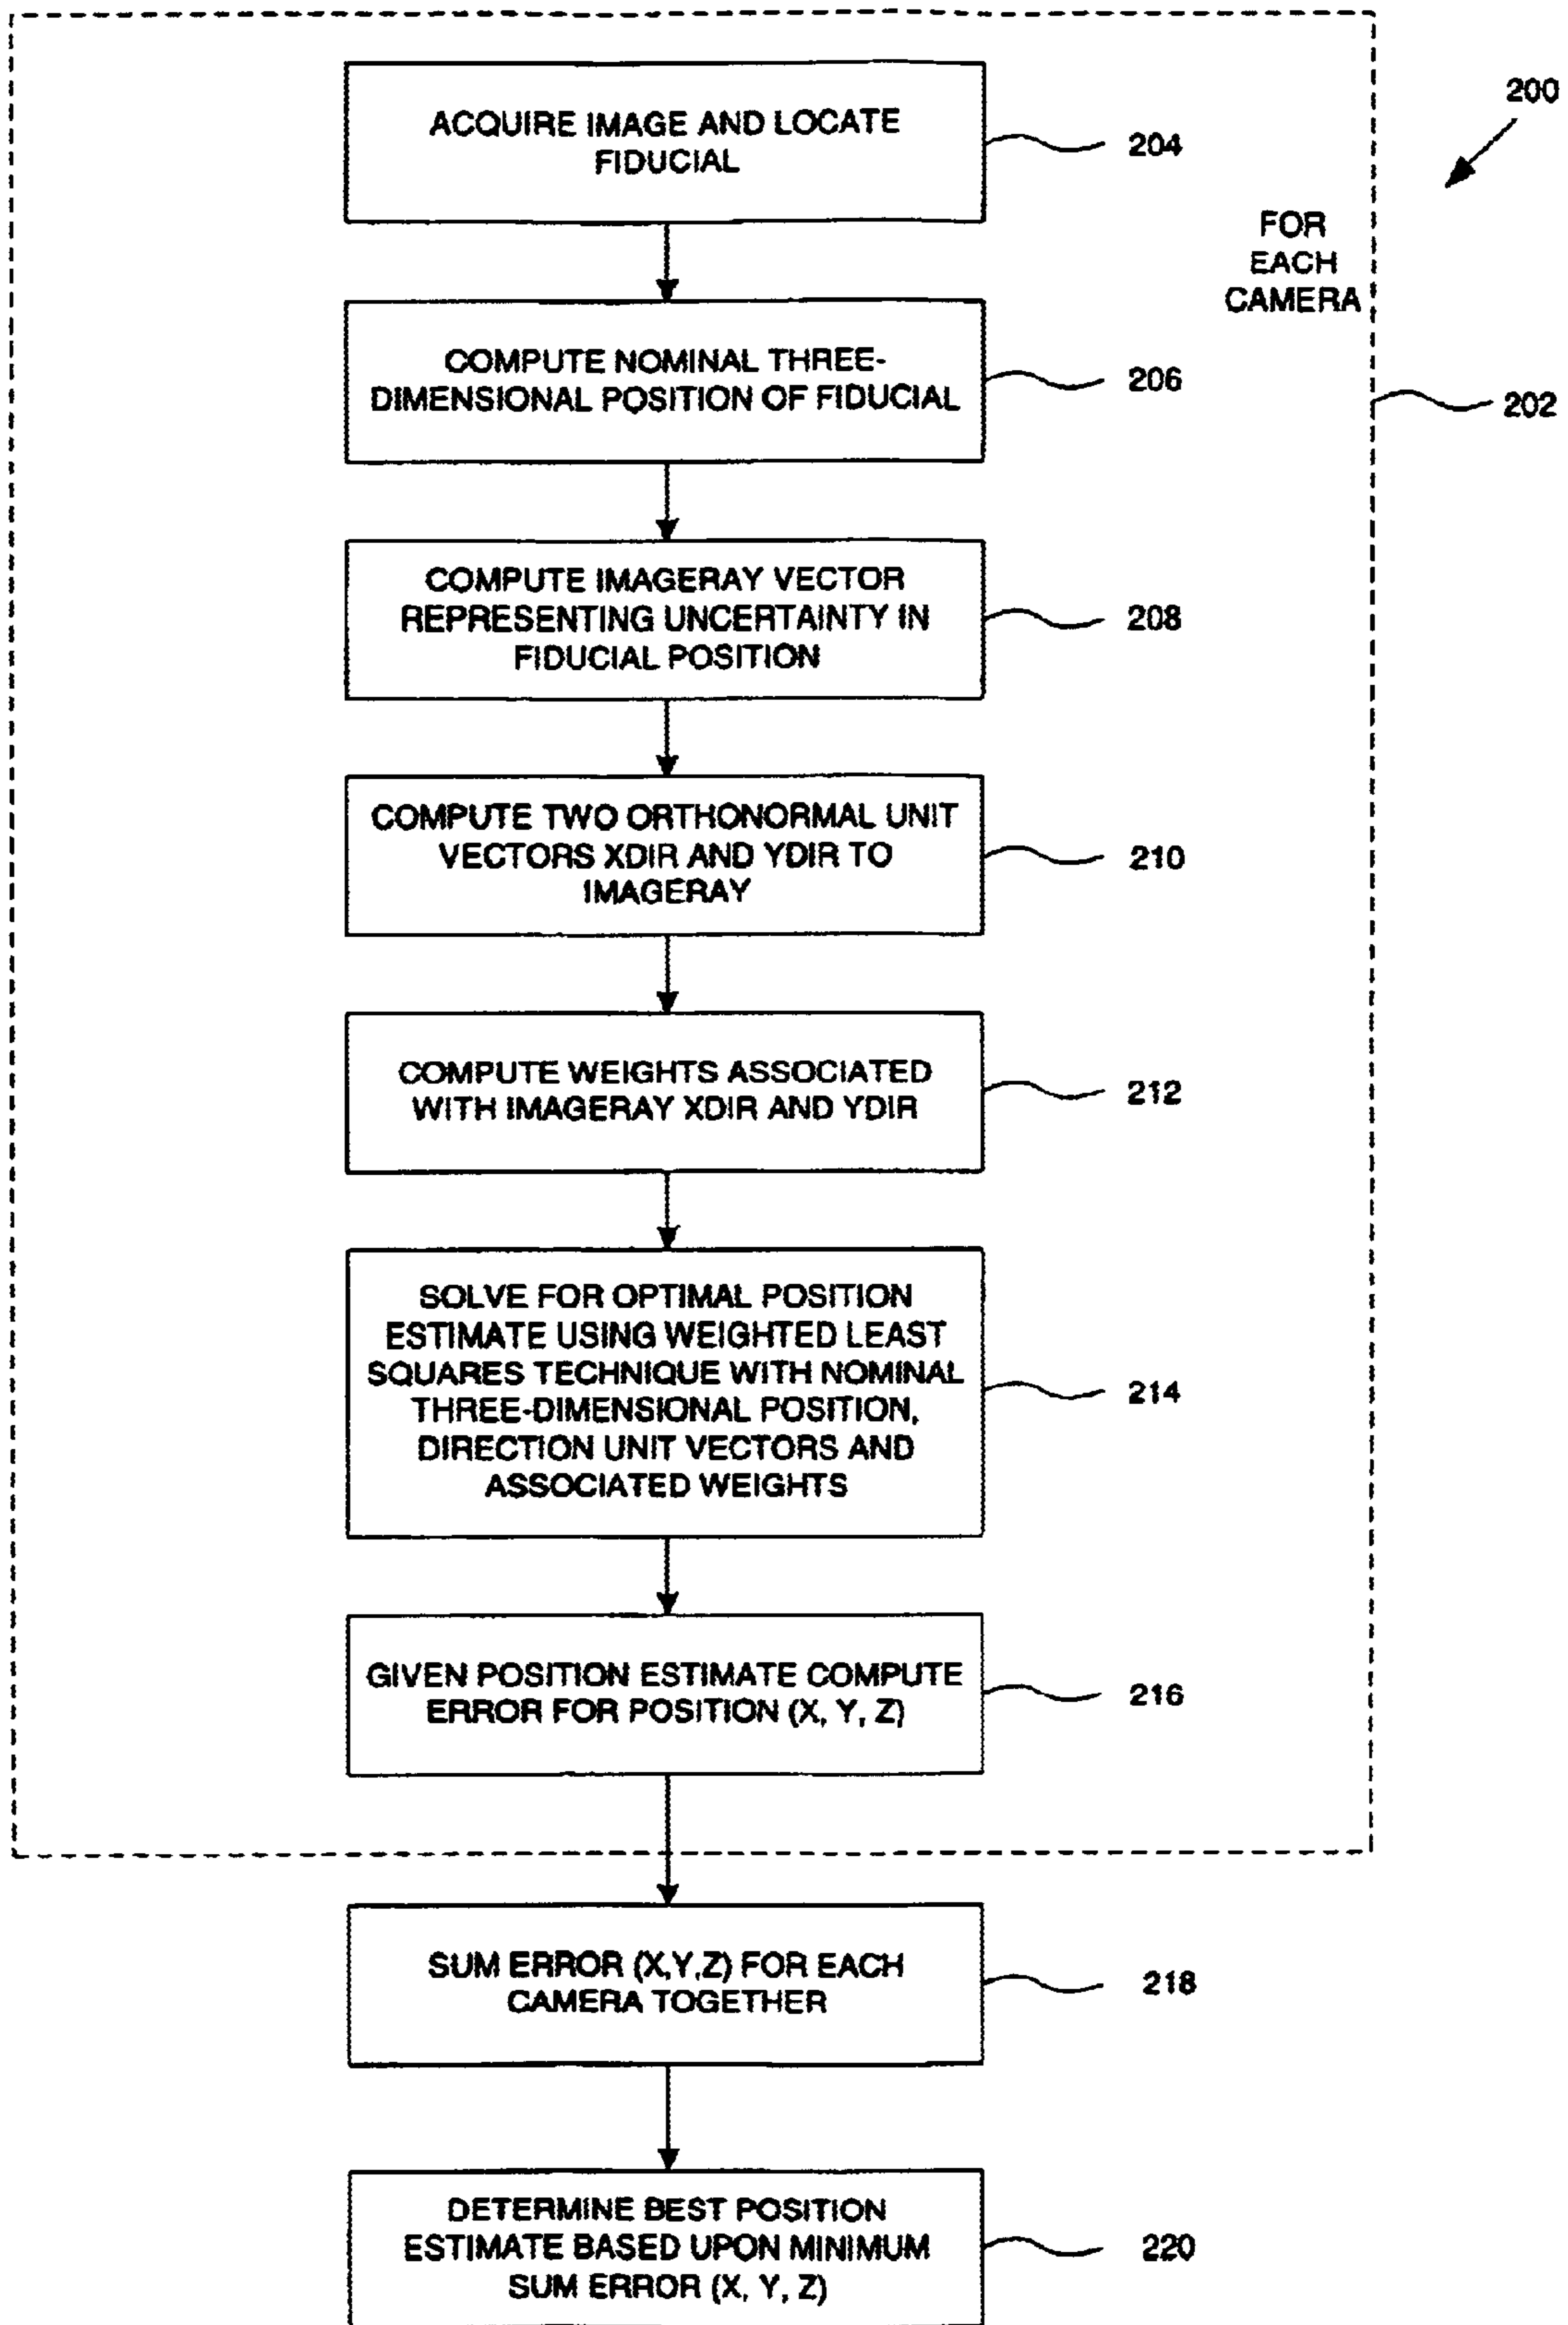 200
FOR
EACH
CAMERA
202
ACQUIRE IMAGE AND LOCATE
FIDUCIAL
204
COMPUTE NOMINAL THREE-
DIMENSIONAL POSITION OF FIDUCIAL
206
COMPUTE IMAGERAY VECTOR
REPRESENTING UNCERTAINTY IN
FIDUCIAL POSITION
208
COMPUTE TWO ORTHONORMAL UNIT
VECTORS XDIR AND YDIR TO
IMAGERAY
210
COMPUTE WEIGHTS ASSOCIATED
WITH IMAGERAY XDIR AND YDIR
212
SOLVE FOR OPTIMAL POSITION
ESTIMATE USING WEIGHTED LEAST
SQUARES TECHNIQUE WITH NOMINAL
THREE-DIMENSIONAL POSITION,
DIRECTION UNIT VECTORS AND
ASSOCIATED WEIGHTS
214
GIVEN POSITION ESTIMATE COMPUTE
ERROR FOR POSITION (X, Y, Z)
216
SUM ERROR (X,Y,Z) FOR EACH
CAMERA TOGETHER
218
DETERMINE BEST POSITION
ESTIMATE BASED UPON MINIMUM
SUM ERROR (X, Y, Z)
220